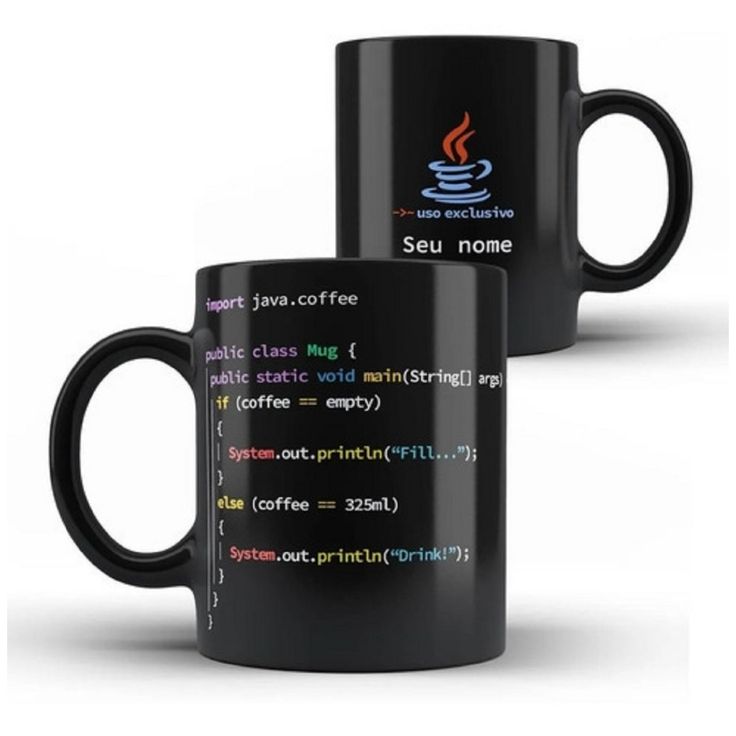 ->~ uso exclusivo
Seu nome
import java.coffee
public class Mug {
public static void main(String[] args)
if (coffee == empty)
{
System.out.println(“Fill...”);
}
else (coffee == 325ml)
{
System.out.println(“Drink!”);
}
}
}